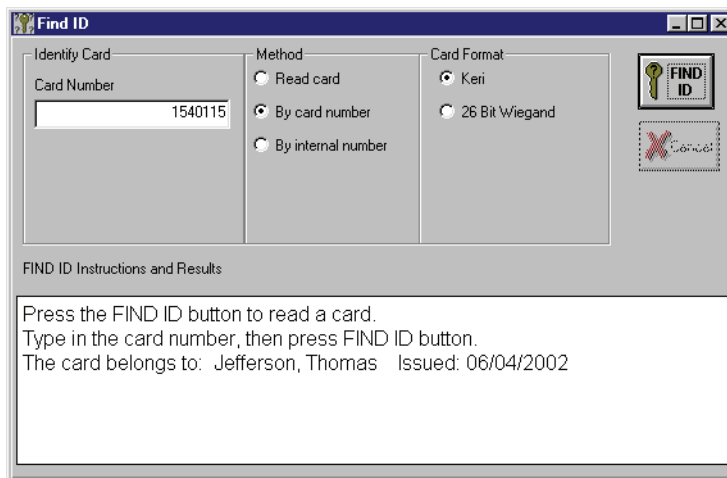 Find ID
Identify Card
Card Number
1540115
Method
Read card
By card number
By internal number
Card Format
Keri
26 Bit Wiegand
FIND
ID
Cancel
FIND ID Instructions and Results
Press the FIND ID button to read a card.
Type in the card number, then press FIND ID button.
The card belongs to: Jefferson, Thomas Issued: 06/04/2002